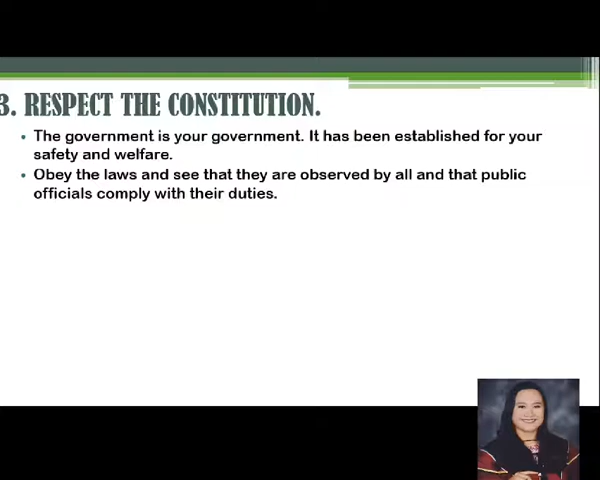 3. RESPECT THE CONSTITUTION.
The government is your government. It has been established for your
safety and welfare.
Obey the laws and see that they are observed by all and that public
officials comply with their duties.